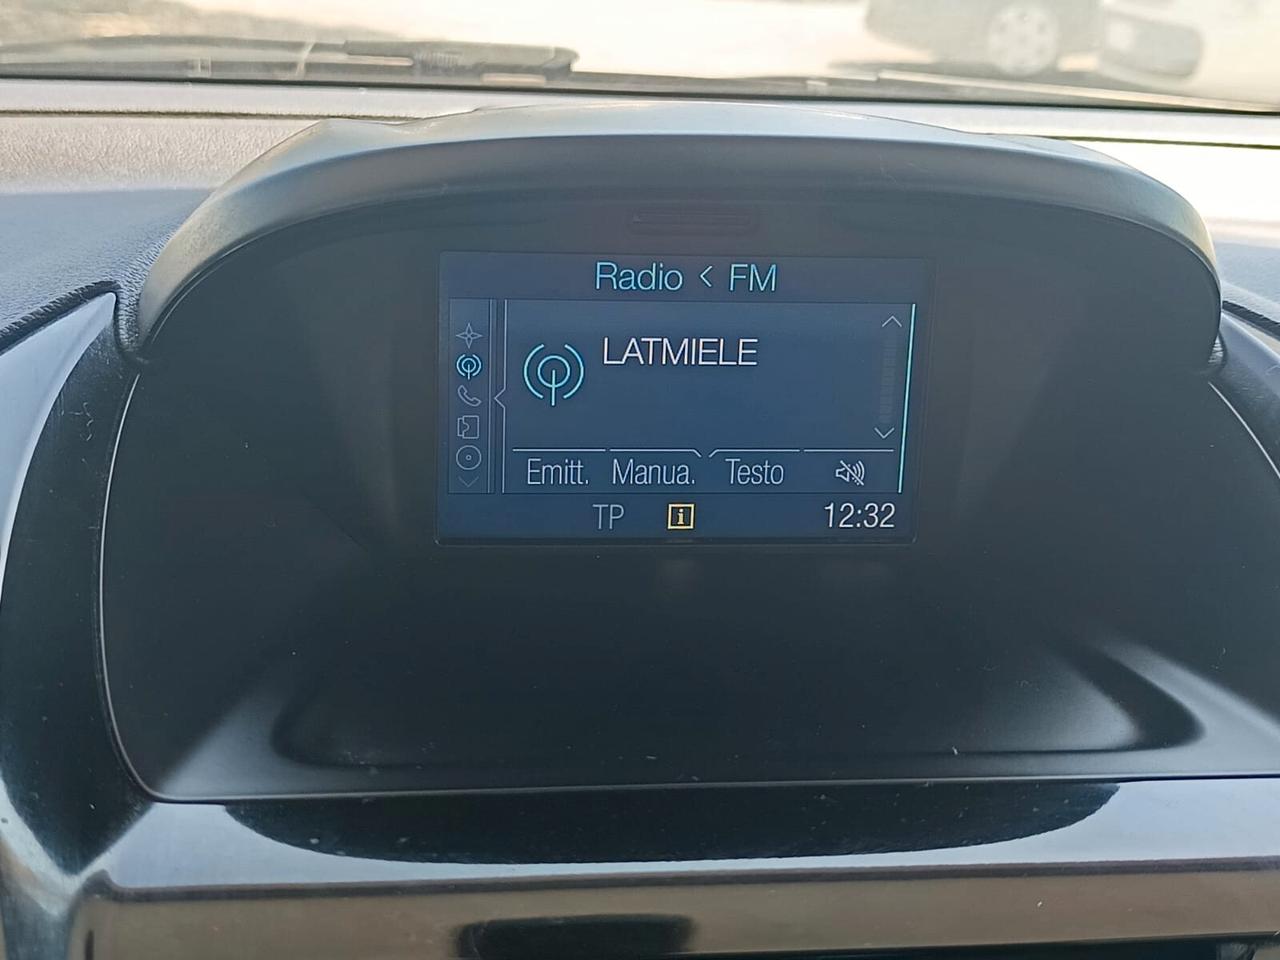 Radio < FM
LATMIELE
Emitt. Manua. Testo
TP i 12:32